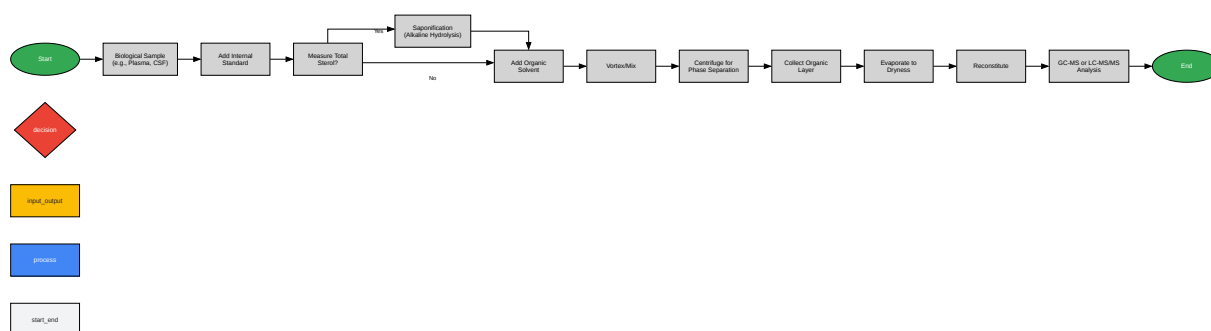 Start
Biological Sample
(e.g., Plasma, CSF)
Add Internal
Standard
Measure Total
Sterol?
Yes
Saponification
(Alkaline Hydrolysis)
No
Add Organic
Solvent
Vortex/Mix
Centrifuge for
Phase Separation
Collect Organic
Layer
Evaporate to
Dryness
Reconstitute
GC-MS or LC-MS/MS
Analysis
End
decision
input_output
process
start_end